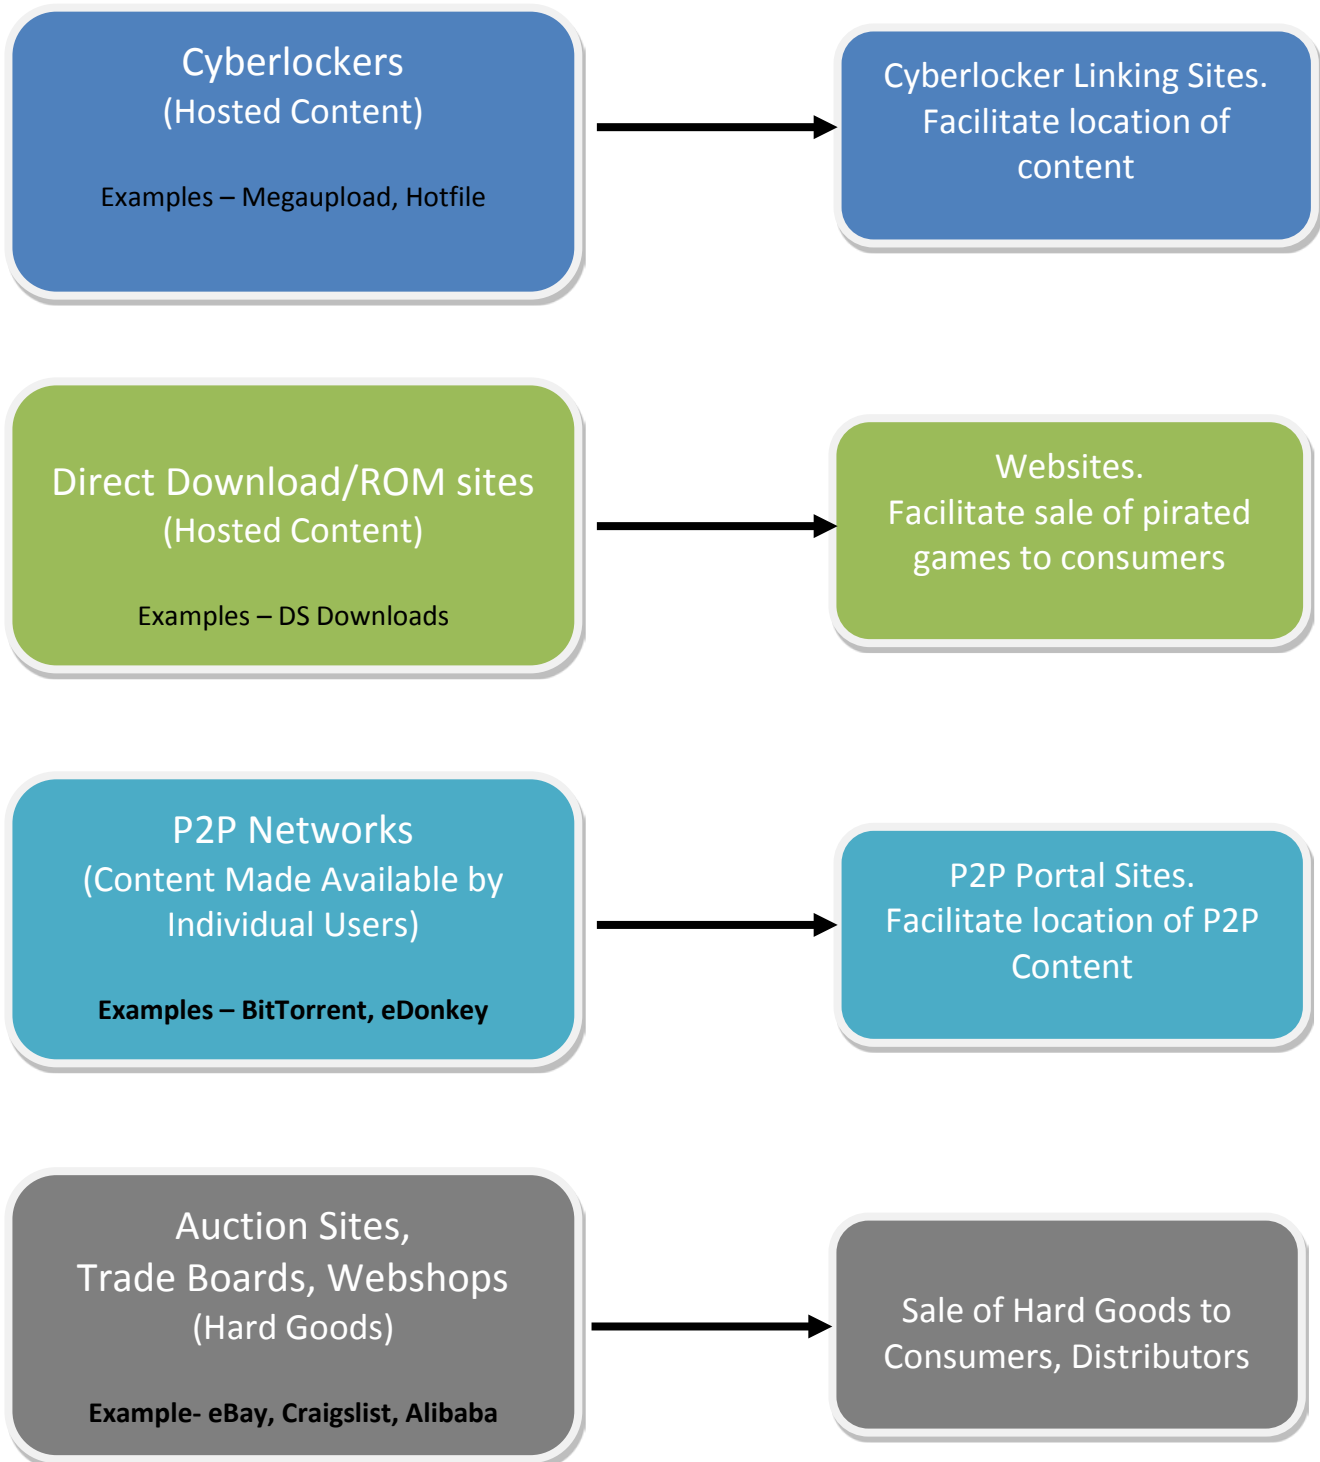 Cyberlockers
(Hosted Content)
Examples – Megaupload, Hotfile
Cyberlocker Linking Sites.
Facilitate location of
content
Direct Download/ROM sites
(Hosted Content)
Examples – DS Downloads
Websites.
Facilitate sale of pirated
games to consumers
P2P Networks
(Content Made Available by
Individual Users)
Examples – BitTorrent, eDonkey
P2P Portal Sites.
Facilitate location of P2P
Content
Auction Sites,
Trade Boards, Webshops
(Hard Goods)
Example- eBay, Craigslist, Alibaba
Sale of Hard Goods to
Consumers, Distributors